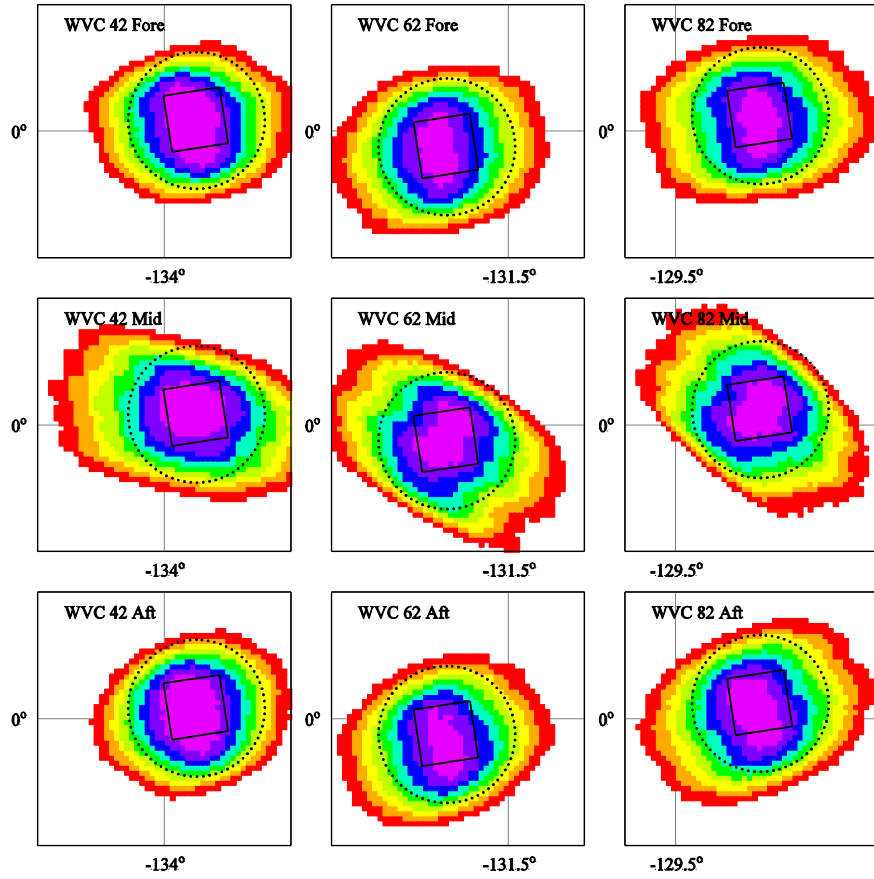 WVC 42 Fore
WVC 62 Fore
WVC 82 Fore
0°
0°
0°
-134°
-131.5°
-129.5°
WVC 42 Mid
WVC 62 Mid
WVC 82 Mid
0°
0°
0°
-134°
-131.5°
-129.5°
WVC 42 Aft
WVC 62 Aft
WVC 82 Aft
0°
0°
0°
-134°
-131.5°
-129.5°